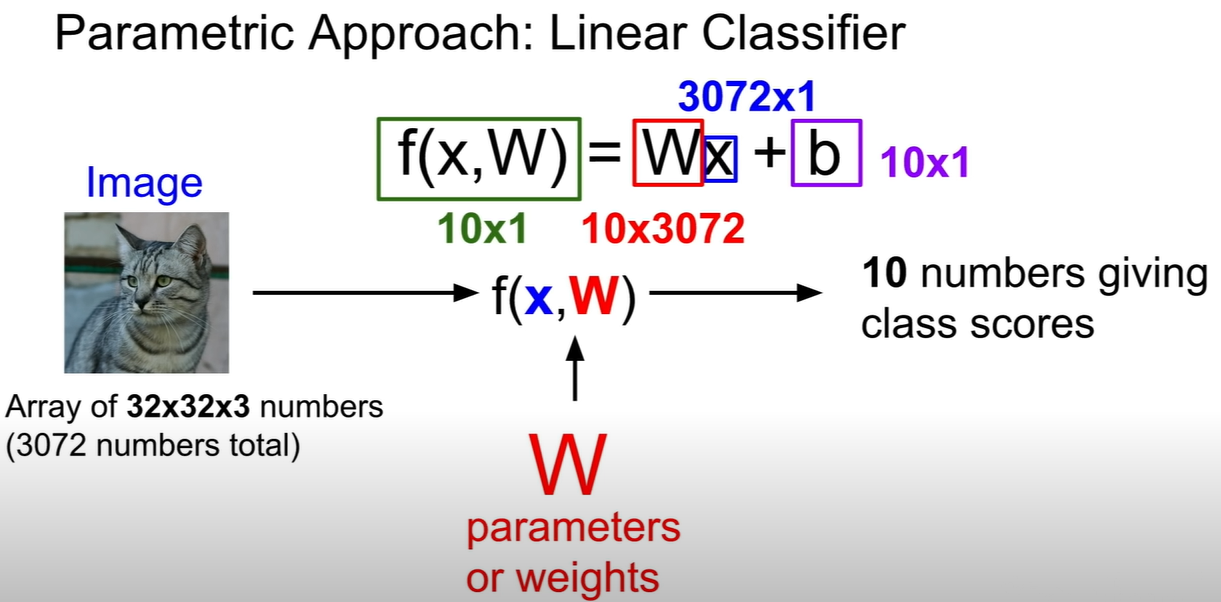 Parametric Approach: Linear Classifier
3072x1
f(x,W) = Wx + b 10x1
10x1 10x3072
Image
f(x,W)
10 numbers giving
class scores
Array of 32x32x3 numbers
(3072 numbers total)
W
parameters
or weights